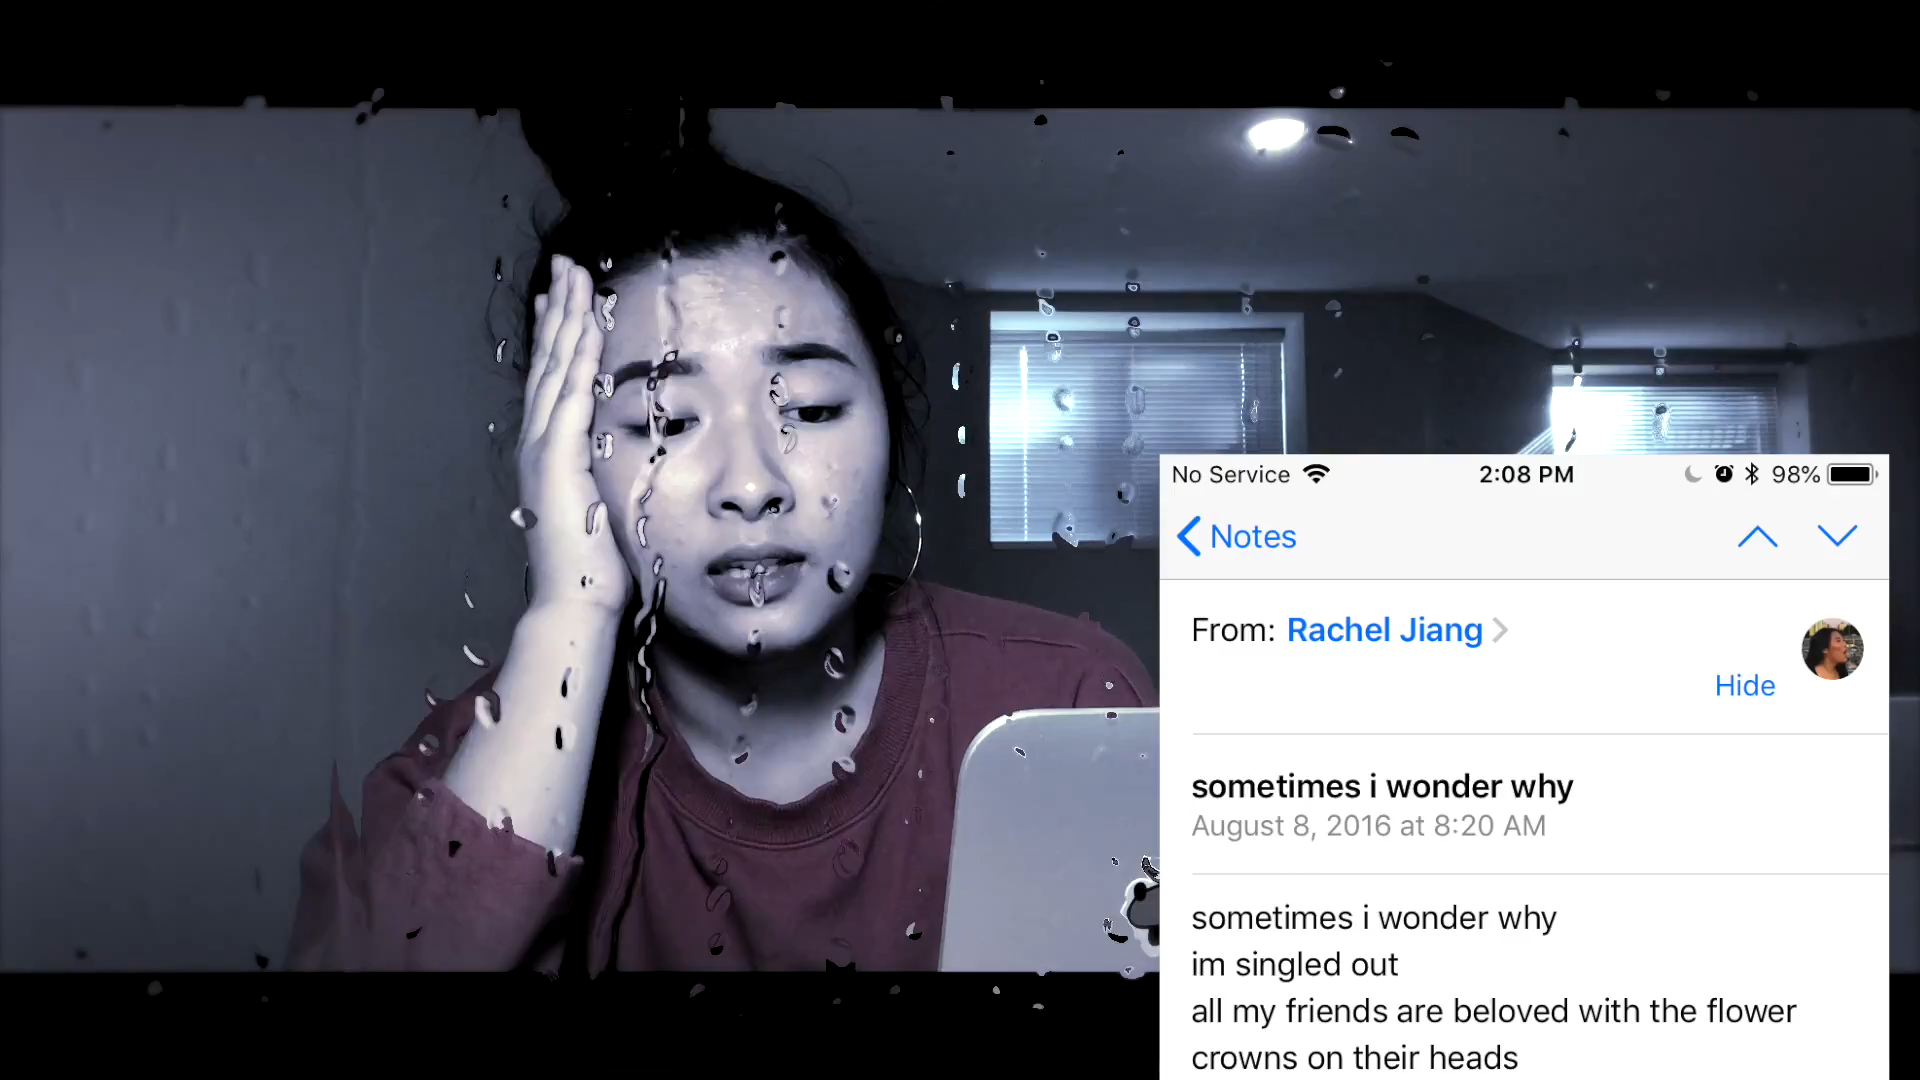 No Service 2:08 PM 98%
Notes
From: Rachel Jiang
Hide
sometimes i wonder why
August 8, 2016 at 8:20 AM
sometimes i wonder why
im singled out
all my friends are beloved with the flower
crowns on their heads